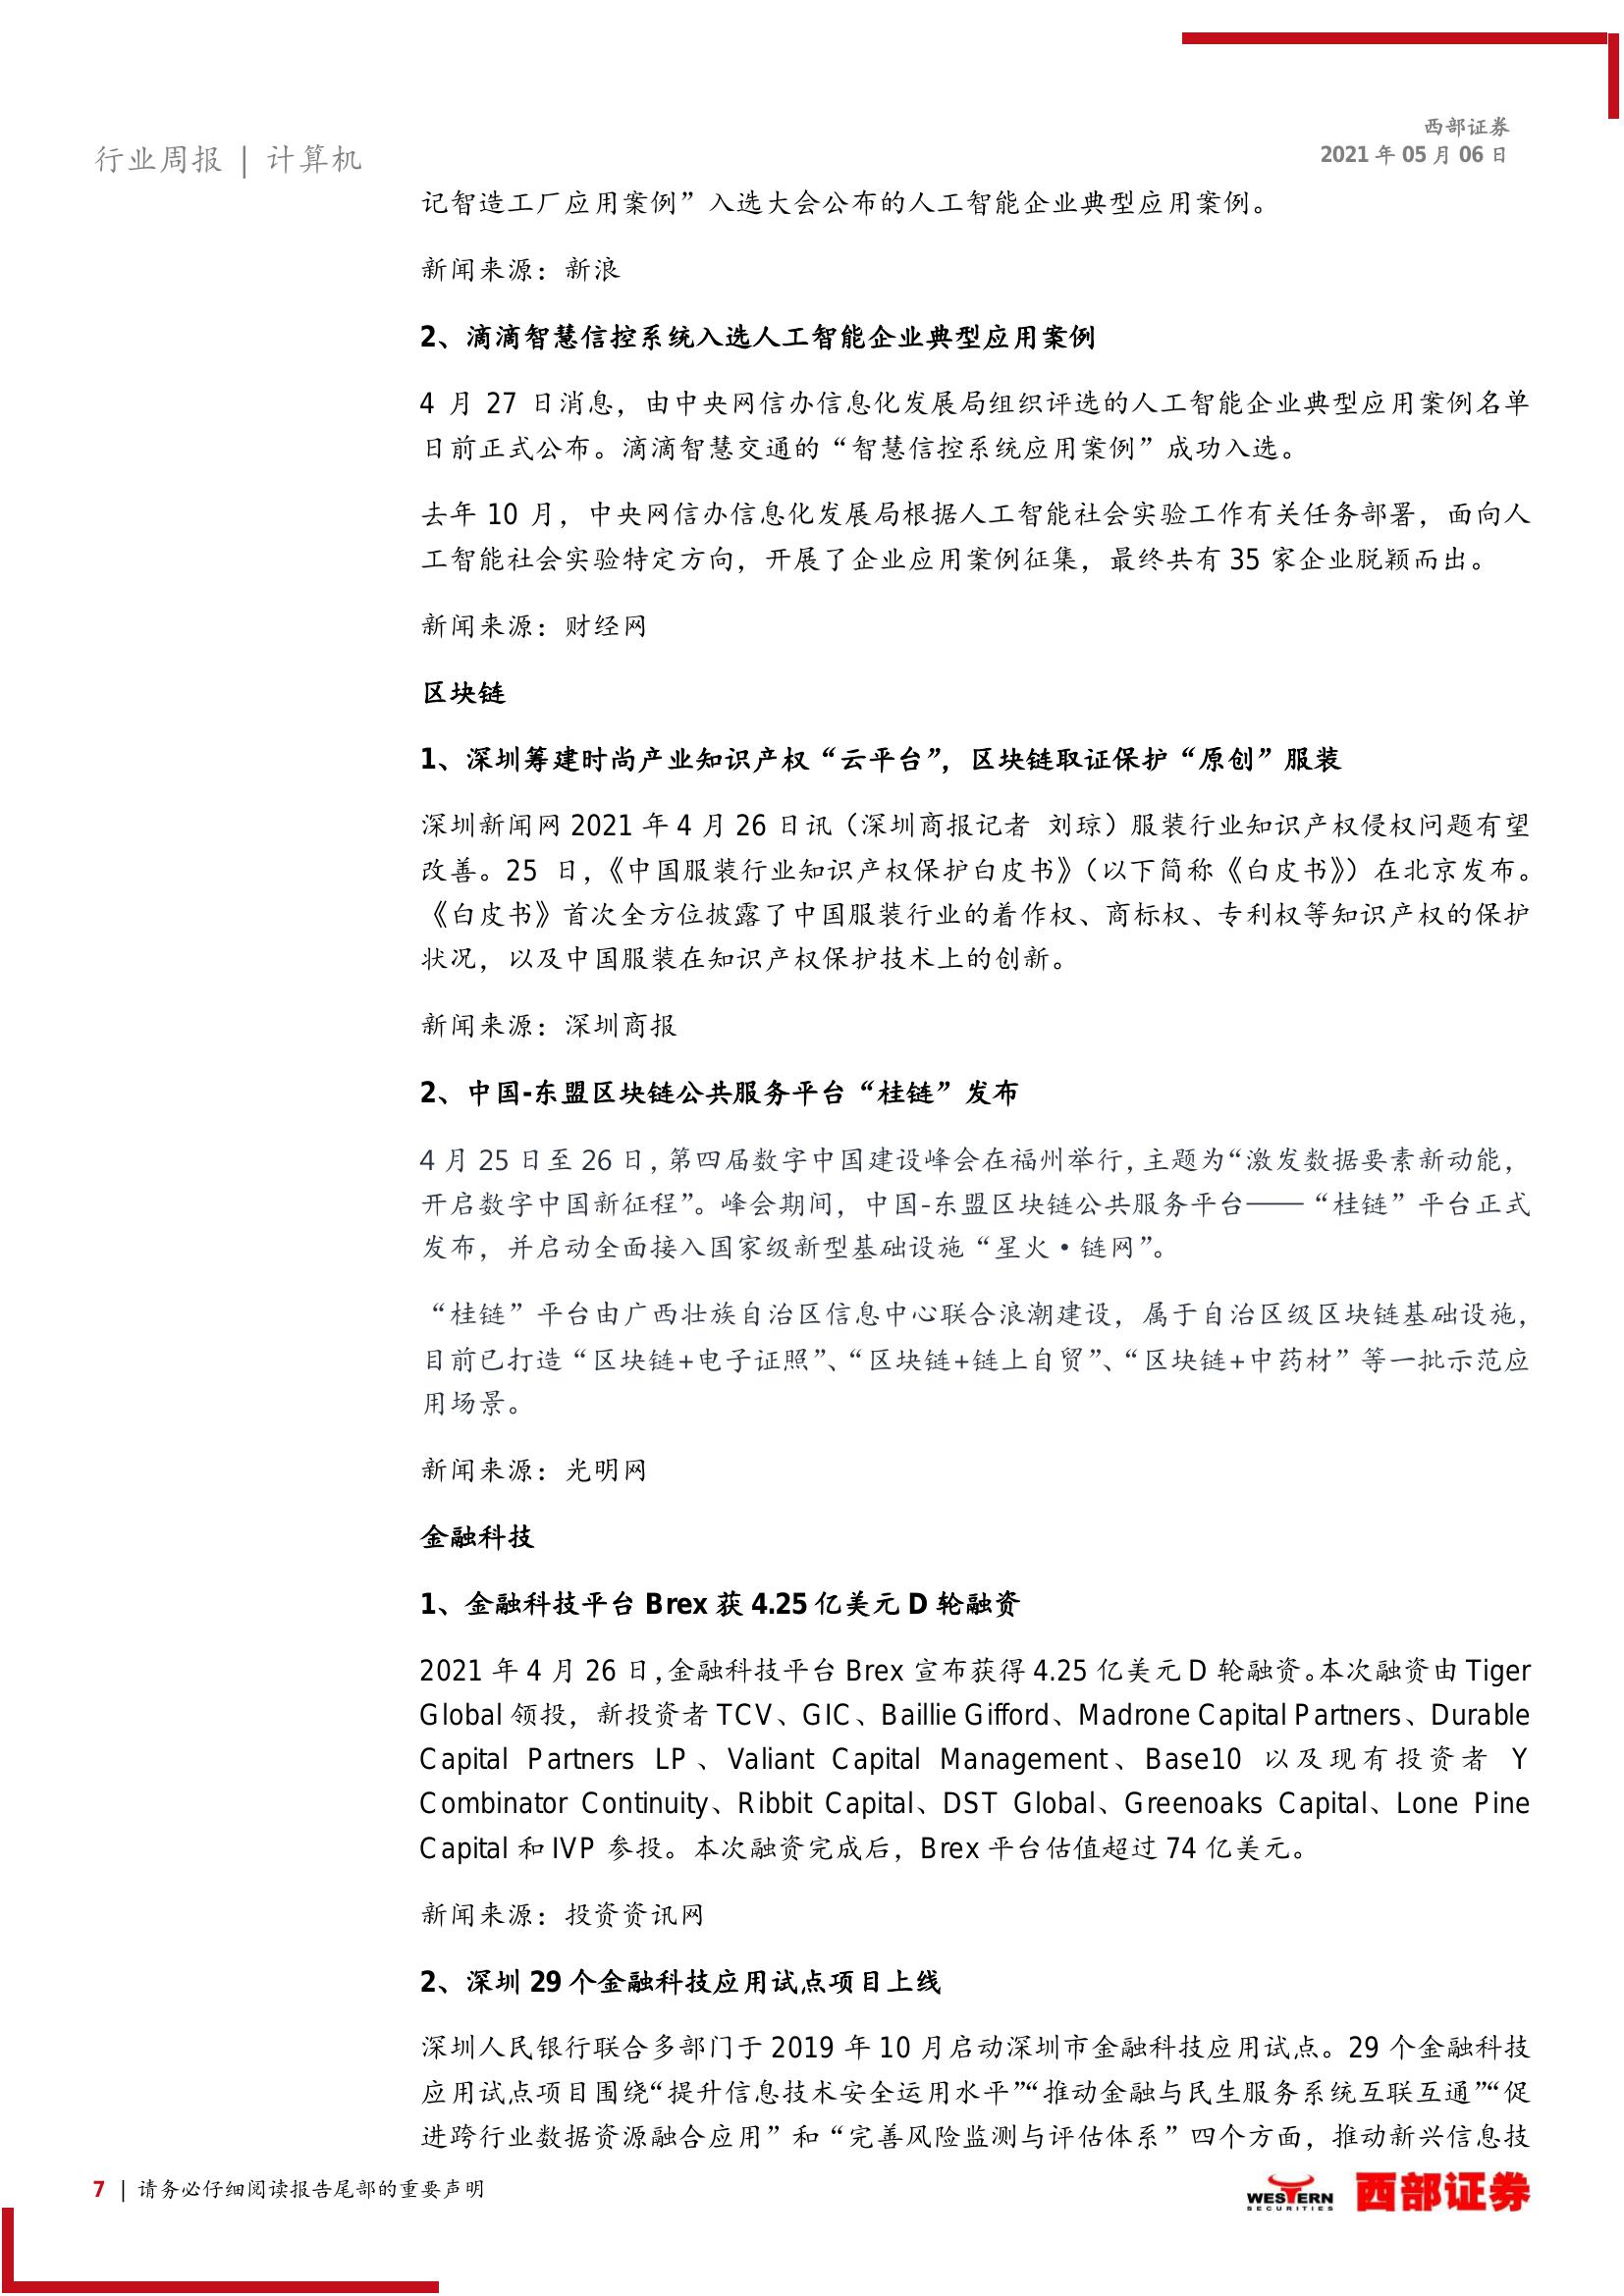 行业周报 | 计算机
西部证券
2021 年 05 月 06 日
记智造工厂应用案例”入选大会公布的人工智能企业典型应用案例。
新闻来源：新浪
2、滴滴智慧信控系统入选人工智能企业典型应用案例
4 月 27 日消息，由中央网信办信息化发展局组织评选的人工智能企业典型应用案例名单
日前正式公布。滴滴智慧交通的“智慧信控系统应用案例”成功入选。
去年 10 月，中央网信办信息化发展局根据人工智能社会实验工作有关任务部署，面向人
工智能社会实验特定方向，开展了企业应用案例征集，最终共有 35 家企业脱颖而出。
新闻来源：财经网
区块链
1、深圳筹建时尚产业知识产权“云平台”，区块链取证保护“原创”服装
深圳新闻网 2021 年 4 月 26 日讯（深圳商报记者 刘琼）服装行业知识产权侵权问题有望
改善。25 日，《中国服装行业知识产权保护白皮书》（以下简称《白皮书》）在北京发布。
《白皮书》首次全方位披露了中国服装行业的着作权、商标权、专利权等知识产权的保护
状况，以及中国服装在知识产权保护技术上的创新。
新闻来源：深圳商报
2、中国-东盟区块链公共服务平台“桂链”发布
4 月 25 日至 26 日，第四届数字中国建设峰会在福州举行，主题为“激发数据要素新动能，
开启数字中国新征程”。峰会期间，中国-东盟区块链公共服务平台——“桂链”平台正式
发布，并启动全面接入国家级新型基础设施“星火·链网”。
“桂链”平台由广西壮族自治区信息中心联合浪潮建设，属于自治区级区块链基础设施，
目前已打造“区块链+电子证照”、“区块链+链上自贸”、“区块链+中药材”等一批示范应
用场景。
新闻来源：光明网
金融科技
1、金融科技平台 Brex 获 4.25 亿美元 D 轮融资
2021 年 4 月 26 日，金融科技平台 Brex 宣布获得 4.25 亿美元 D 轮融资。本次融资由 Tiger
Global 领投，新投资者 TCV、GIC、Baillie Gifford、Madrone Capital Partners、Durable
Capital Partners LP、Valiant Capital Management、Base10 以及现有投资者 Y
Combinator Continuity、Ribbit Capital、DST Global、Greenoaks Capital、Lone Pine
Capital 和 IVP 参投。本次融资完成后，Brex 平台估值超过 74 亿美元。
新闻来源：投资资讯网
2、深圳 29 个金融科技应用试点项目上线
深圳人民银行联合多部门于 2019 年 10 月启动深圳市金融科技应用试点。29 个金融科技
应用试点项目围绕“提升信息技术安全运用水平”“推动金融与民生服务系统互联互通”“促
进跨行业数据资源融合应用”和“完善风险监测与评估体系”四个方面，推动新兴信息技
7 | 请务必仔细阅读报告尾部的重要声明
WESTERN
SECURITIES
西部证券